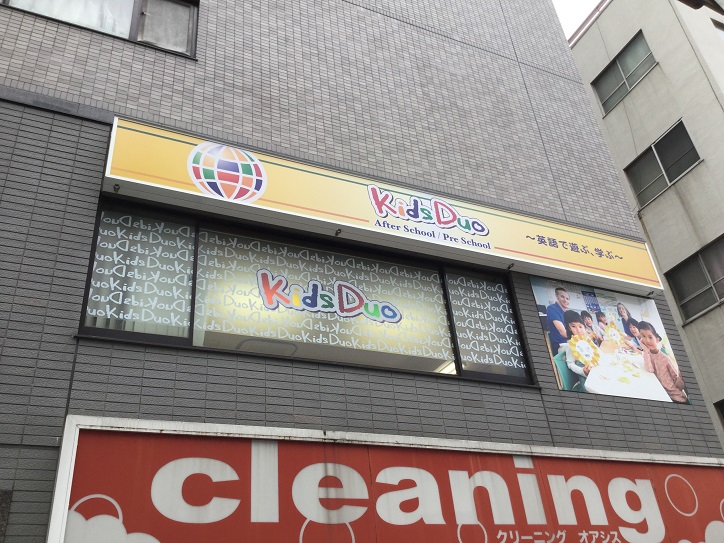 Kids Duo
After School / Pre School
～英語で遊ぶ、学ぶ～
Kids Duo
cleaning
クリーニング オアシス